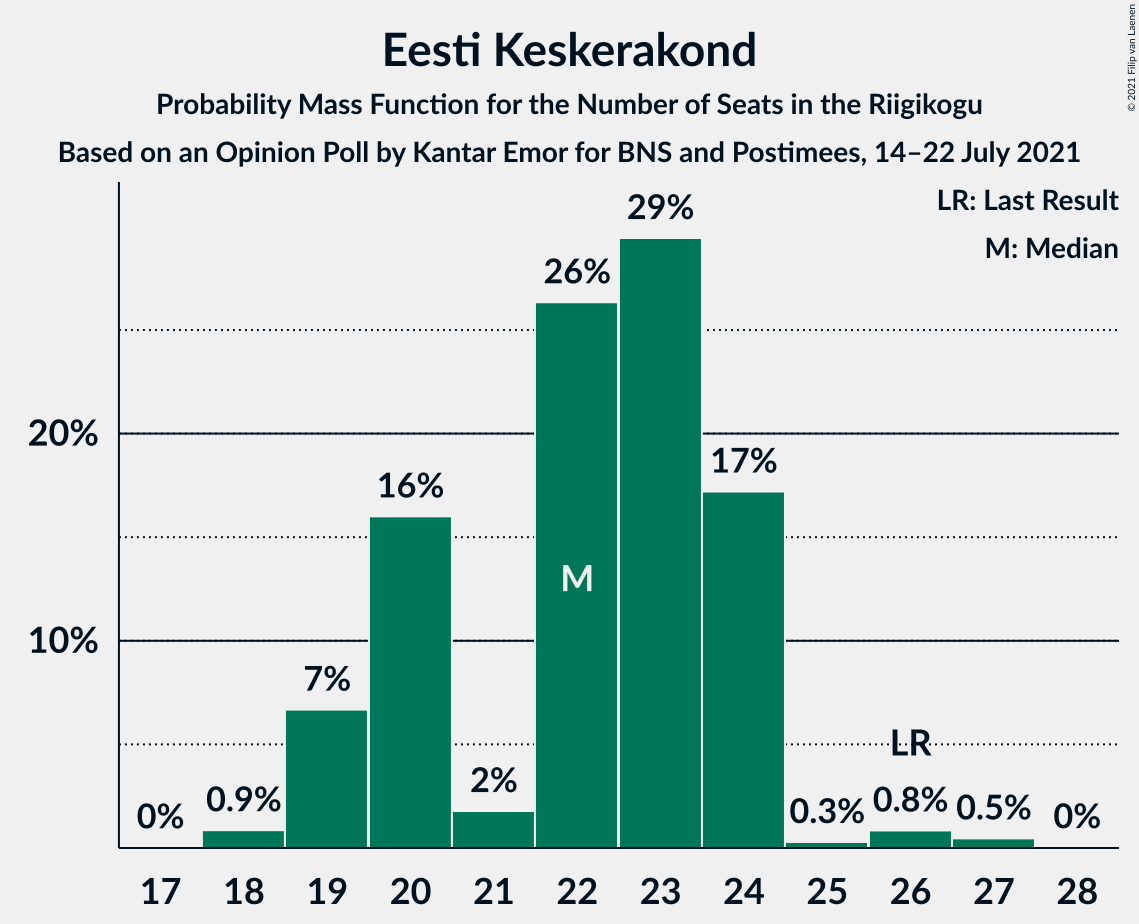 Eesti Keskerakond
Probability Mass Function for the Number of Seats in the Riigikogu
Based on an Opinion Poll by Kantar Emor for BNS and Postimees, 14–22 July 2021
© 2021 Filip van Laenen
LR: Last Result
M: Median
29%
26%
20%
17%
16%
M
10%
7%
LR
2%
0%
0.9%
0.3%
0.8%
0.5%
0%
17 18 19 20 21 22 23 24 25 26 27 28